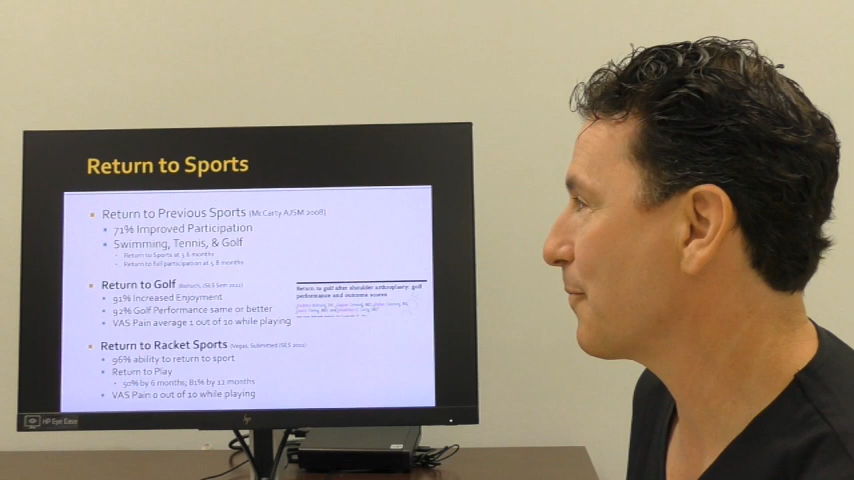 Return to Sports
Return to Previous Sports (McCarty AJSM 2008)
71% Improved Participation
Swimming, Tennis, & Golf
Return to Sports at 3.6 months
Return to full participation at 5.8 months
Return to Golf
91% Increased Enjoyment
92% Golf Performance same or better
VAS Pain average 1 out of 10 while playing
Return to golf after shoulder arthroplasty: golf
performance and outcome scores
Return to Racket Sports
96% ability to return to sport
Return to Play
50% by 6 months, 81% by 12 months
VAS Pain 0 out of 10 while playing
HP Eye Ease
hp